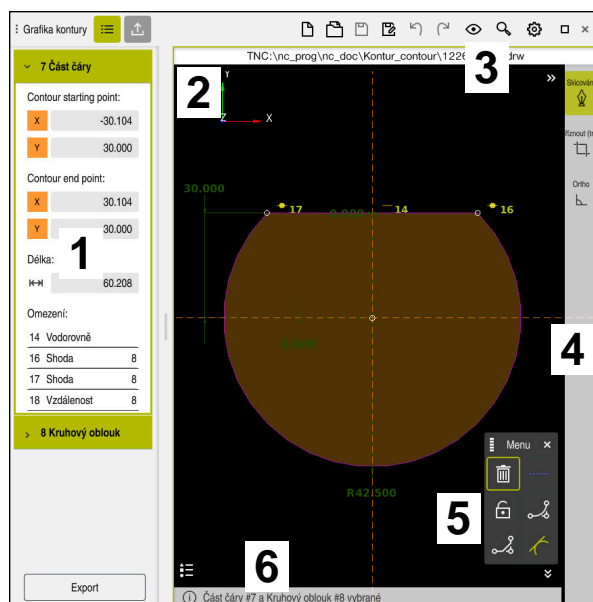 Grafika kontury
TNC:\nc_prog\nc_doc\Kontur_contour\1226 drw
3
7 Část čáry
Contour starting point:
X -30.104
Y 30.000
Contour end point:
X 30.104
Y 30.000
Délka:
60.208
1
Omezení:
14 Vodorovně
16 Shoda 8
17 Shoda 8
18 Vzdálenost 8
8 Kruhový oblouk
Export
2
Y
Z X
30.000
17
14
16
R42.500
Skicován
Ortho
4
Menu
5
6
Část čáry #7 a Kruhový oblouk #8 vybrané